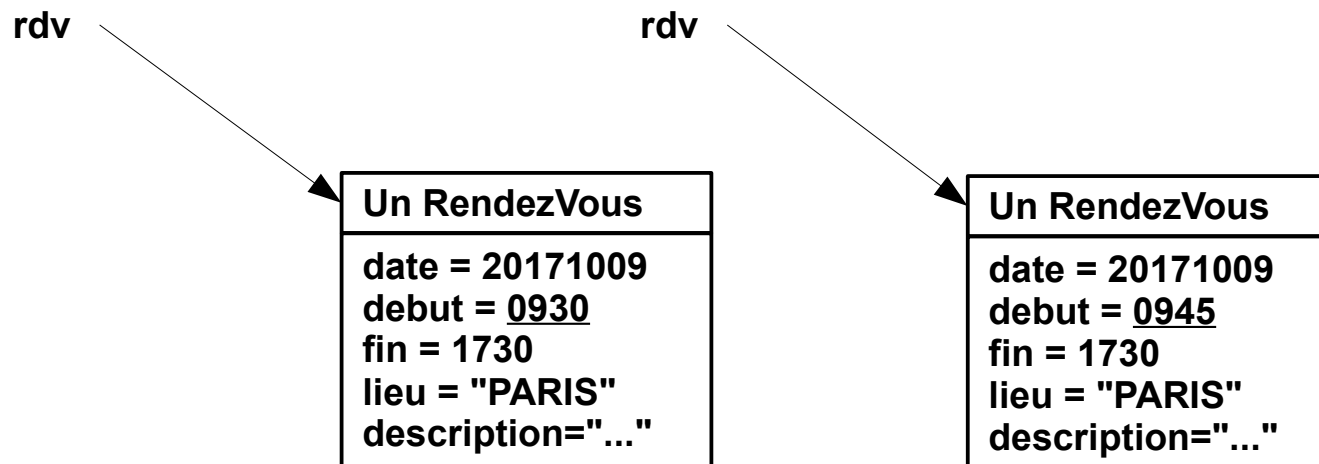 rdv
Un RendezVous
date = 20171009
debut = 0930
fin = 1730
lieu = "PARIS"
description="..."
rdv
Un RendezVous
date = 20171009
debut = 0945
fin = 1730
lieu = "PARIS"
description="..."